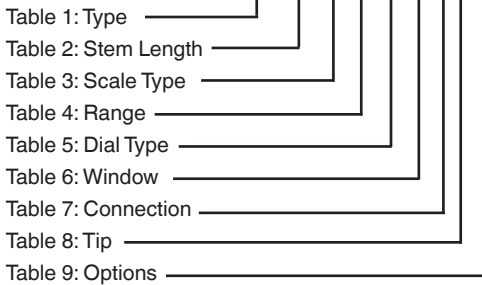 Table 1: Type
Table 2: Stem Length
Table 3: Scale Type
Table 4: Range
Table 5: Dial Type
Table 6: Window
Table 7: Connection
Table 8: Tip
Table 9: Options